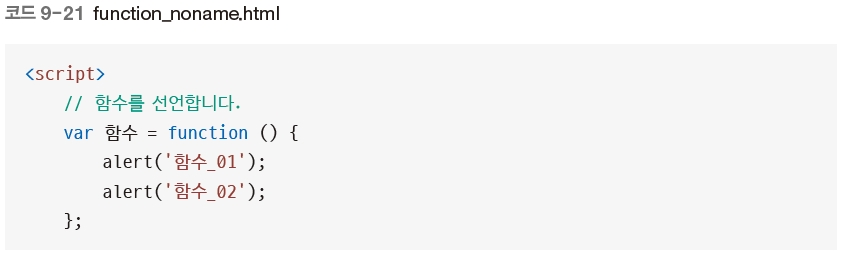 코드 9-21 function_noname.html
<script>
// 함수를 선언합니다.
var 함수 = function () {
alert('함수_01');
alert('함수_02');
};